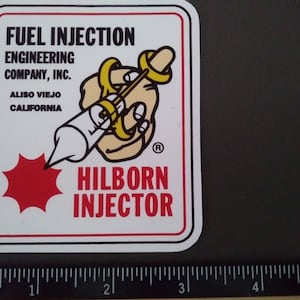 FUEL INJECTION
ENGINEERING
COMPANY, INC.
ALISO VIEJO
CALIFORNIA
®
HILBORN
INJECTOR
1 2 3 4